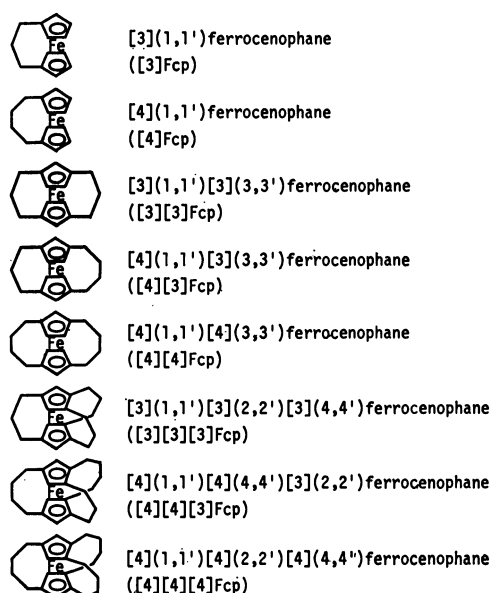 Fe
[3](1,1')ferrocenophane
([3]Fcp)
Fe
[4](1,1')ferrocenophane
([4]Fcp)
Fe
[3](1,1')[3](3,3')ferrocenophane
([3][3]Fcp)
Fe
[4](1,1')[3](3,3')ferrocenophane
([4][3]Fcp)
Fe
[4](1,1')[4](3,3')ferrocenophane
([4][4]Fcp)
Fe
[3](1,1')[3](2,2')[3](4,4')ferrocenophane
([3][3][3]Fcp)
Fe
[4](1,1')[4](4,4')[3](2,2')ferrocenophane
([4][4][3]Fcp)
Fe
[4](1,1')[4](2,2')[4](4,4")ferrocenophane
([4][4][4]Fcp)